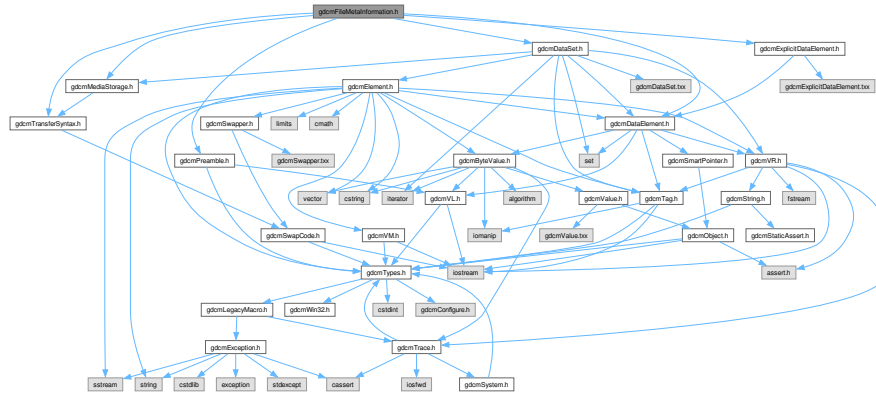 gdcmFileMetaInformation.h
gdcmDataSet.h
gdcmExplicitDataElement.h
gdcmMediaStorage.h
gdcmElement.h
gdcmDataSet.txx
gdcmExplicitDataElement.txx
gdcmTransferSyntax.h
gdcmSwapper.h
limits
cmath
gdcmDataElement.h
gdcmPreamble.h
gdcmSwapper.txx
gdcmByteValue.h
set
gdcmSmartPointer.h
gdcmVR.h
vector
cstring
iterator
gdcmVL.h
algorithm
gdcmValue.h
gdcmTag.h
gdcmString.h
fstream
gdcmSwapCode.h
gdcmVM.h
iomanip
gdcmValue.txx
gdcmObject.h
gdcmStaticAssert.h
gdcmTypes.h
iostream
assert.h
gdcmLegacyMacro.h
gdcmWin32.h
cstdint
gdcmConfigure.h
gdcmException.h
gdcmTrace.h
sstream
string
cstdlib
exception
stdexcept
cassert
iosfwd
gdcmSystem.h